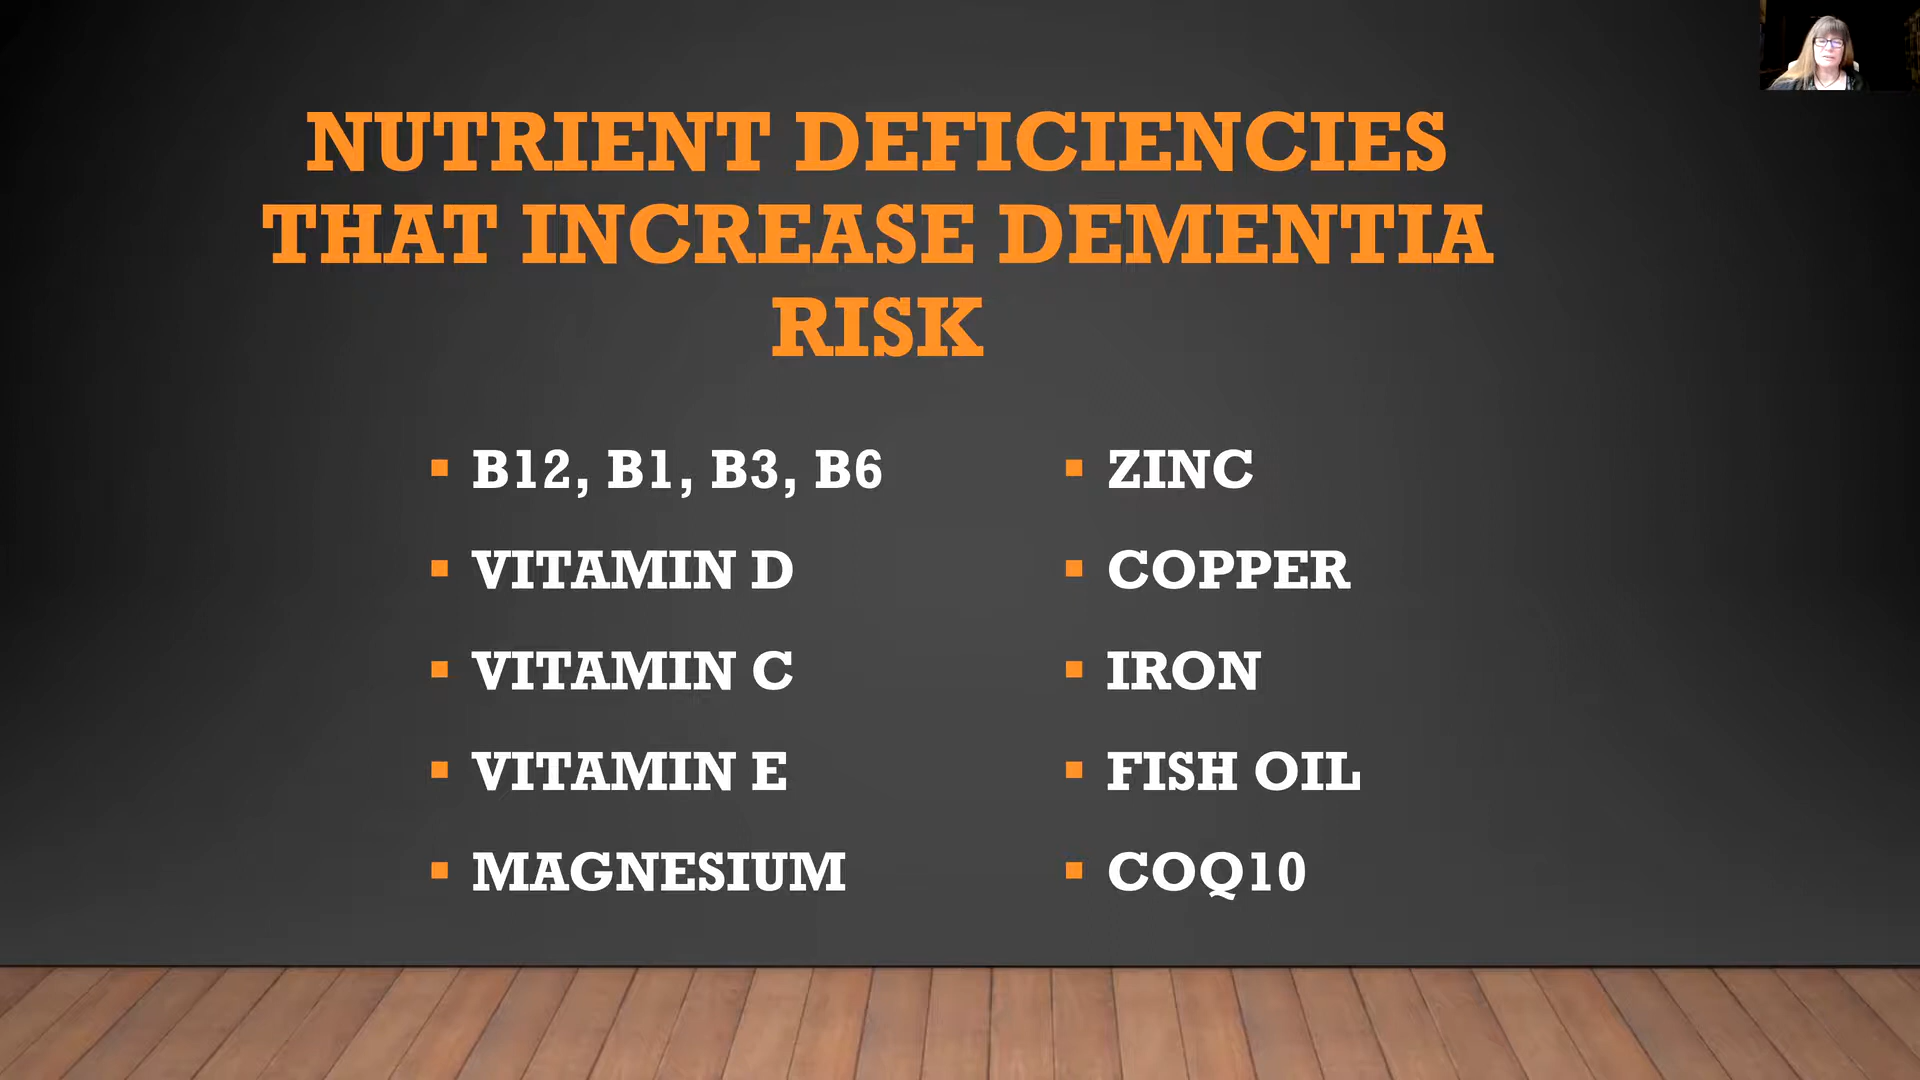 NUTRIENT DEFICIENCIES
THAT INCREASE DEMENTIA
RISK
B12, B1, B3, B6
VITAMIN D
VITAMIN C
VITAMIN E
MAGNESIUM
ZINC
COPPER
IRON
FISH OIL
COQ10